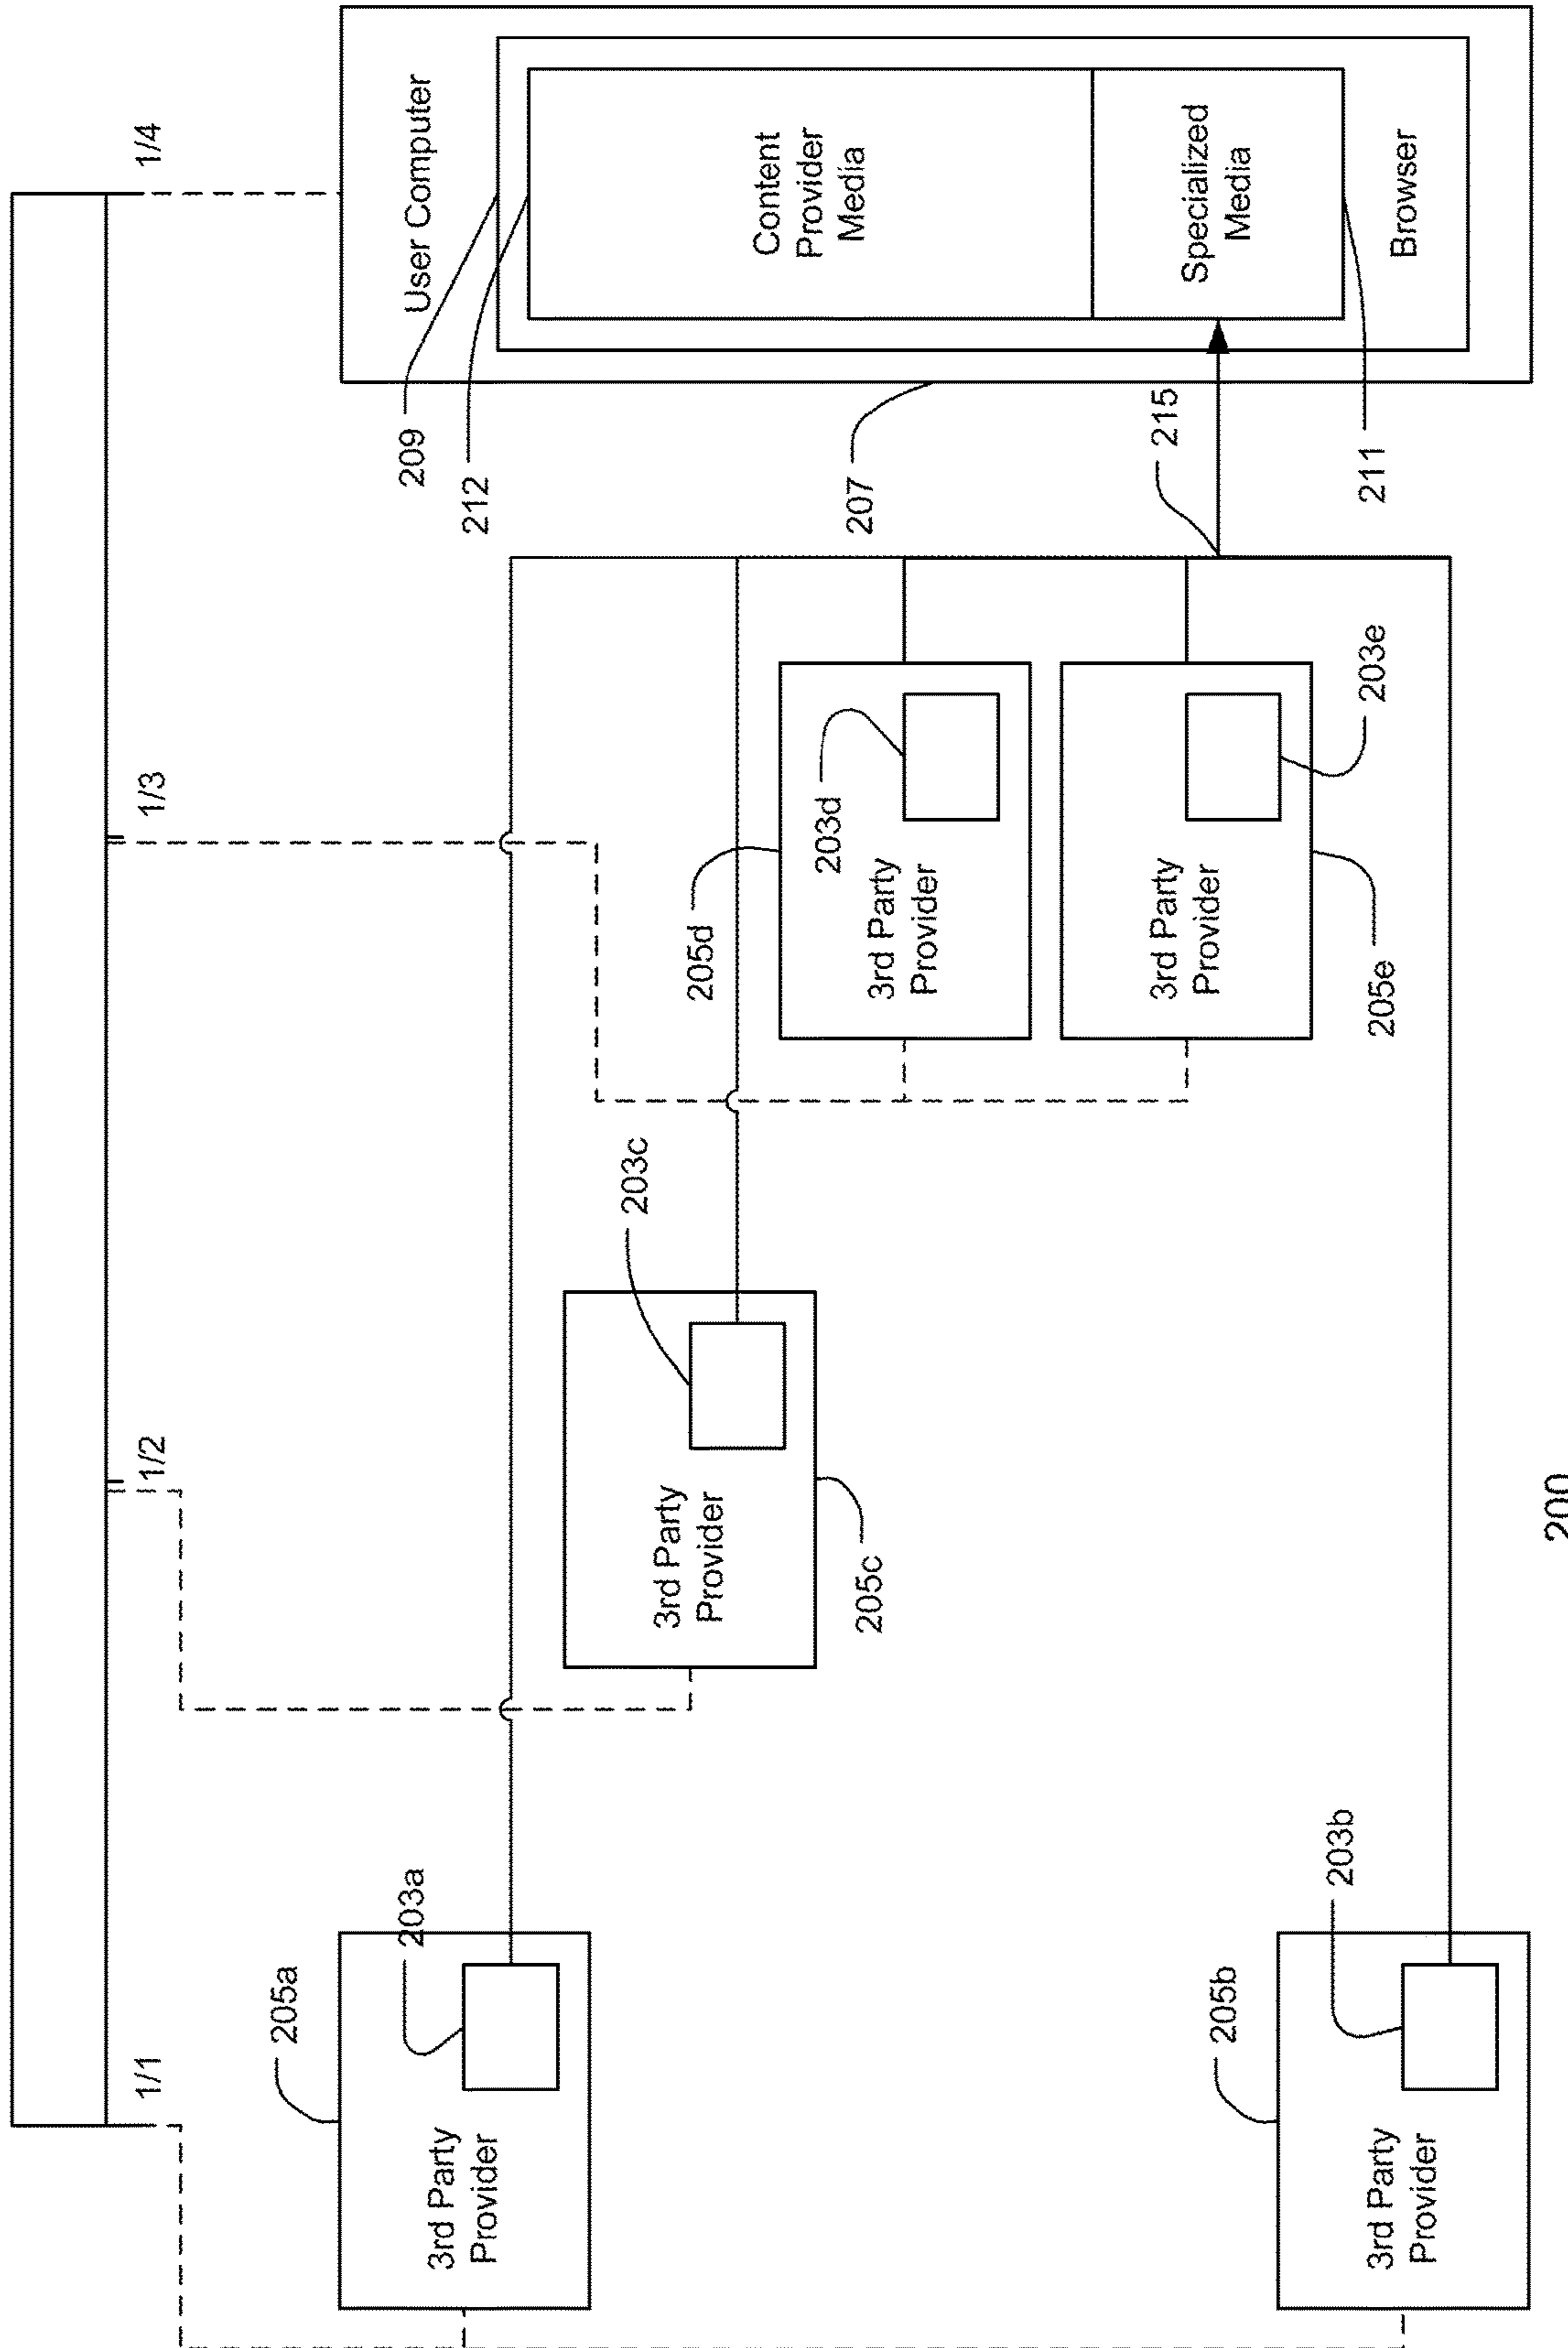 1/1
1/2
1/3
1/4
205a
203a
3rd Party
Provider
203c
3rd Party
Provider
205c
205d
203d
3rd Party
Provider
3rd Party
Provider
203e
205e
205b
203b
3rd Party
Provider
User Computer
209
212
Content
Provider
Media
207
215
Specialized
Media
211
Browser
200